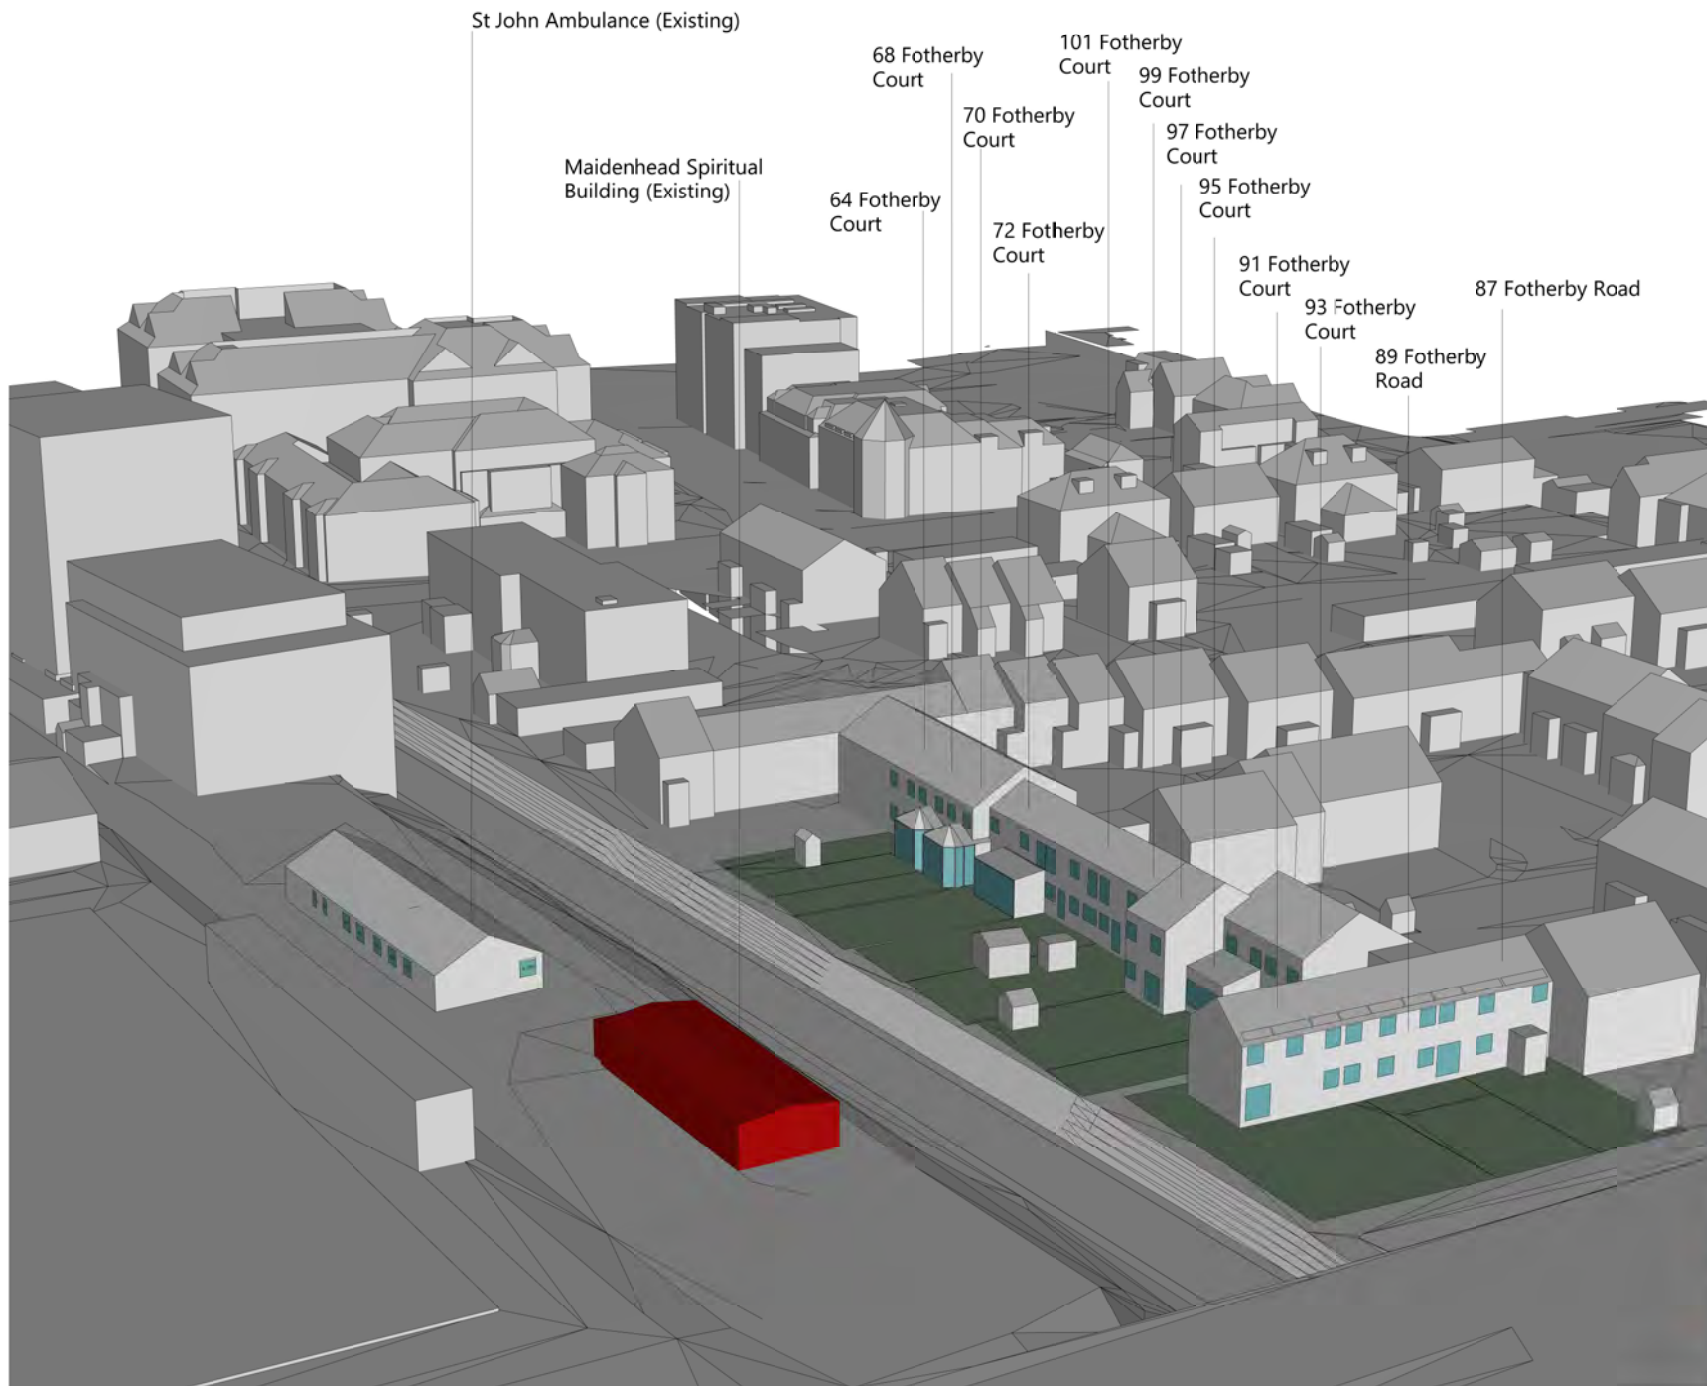 St John Ambulance (Existing)
68 Fotherby
Court
101 Fotherby
Court
99 Fotherby
Court
70 Fotherby
Court
97 Fotherby
Court
Maidenhead Spiritual
Building (Existing)
64 Fotherby
Court
95 Fotherby
Court
72 Fotherby
Court
91 Fotherby
Court
87 Fotherby Road
93 Fotherby
Court
89 Fotherby
Road